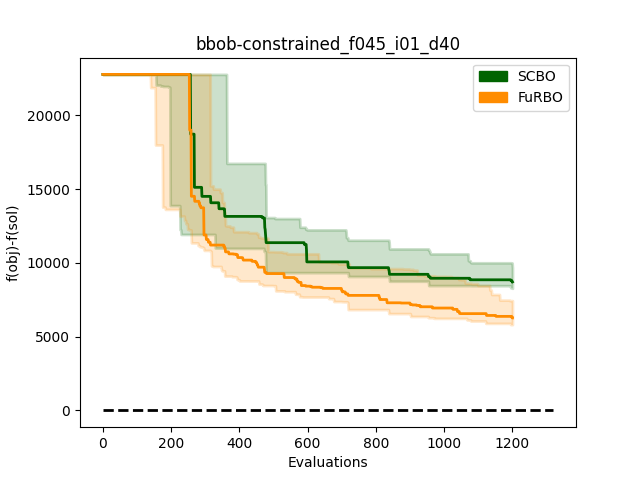 bbob-constrained_f045_i01_d40
SCBO
FuRBO
20000
15000
10000
5000
0
f(obj)-f(sol)
0 200 400 600 800 1000 1200
Evaluations